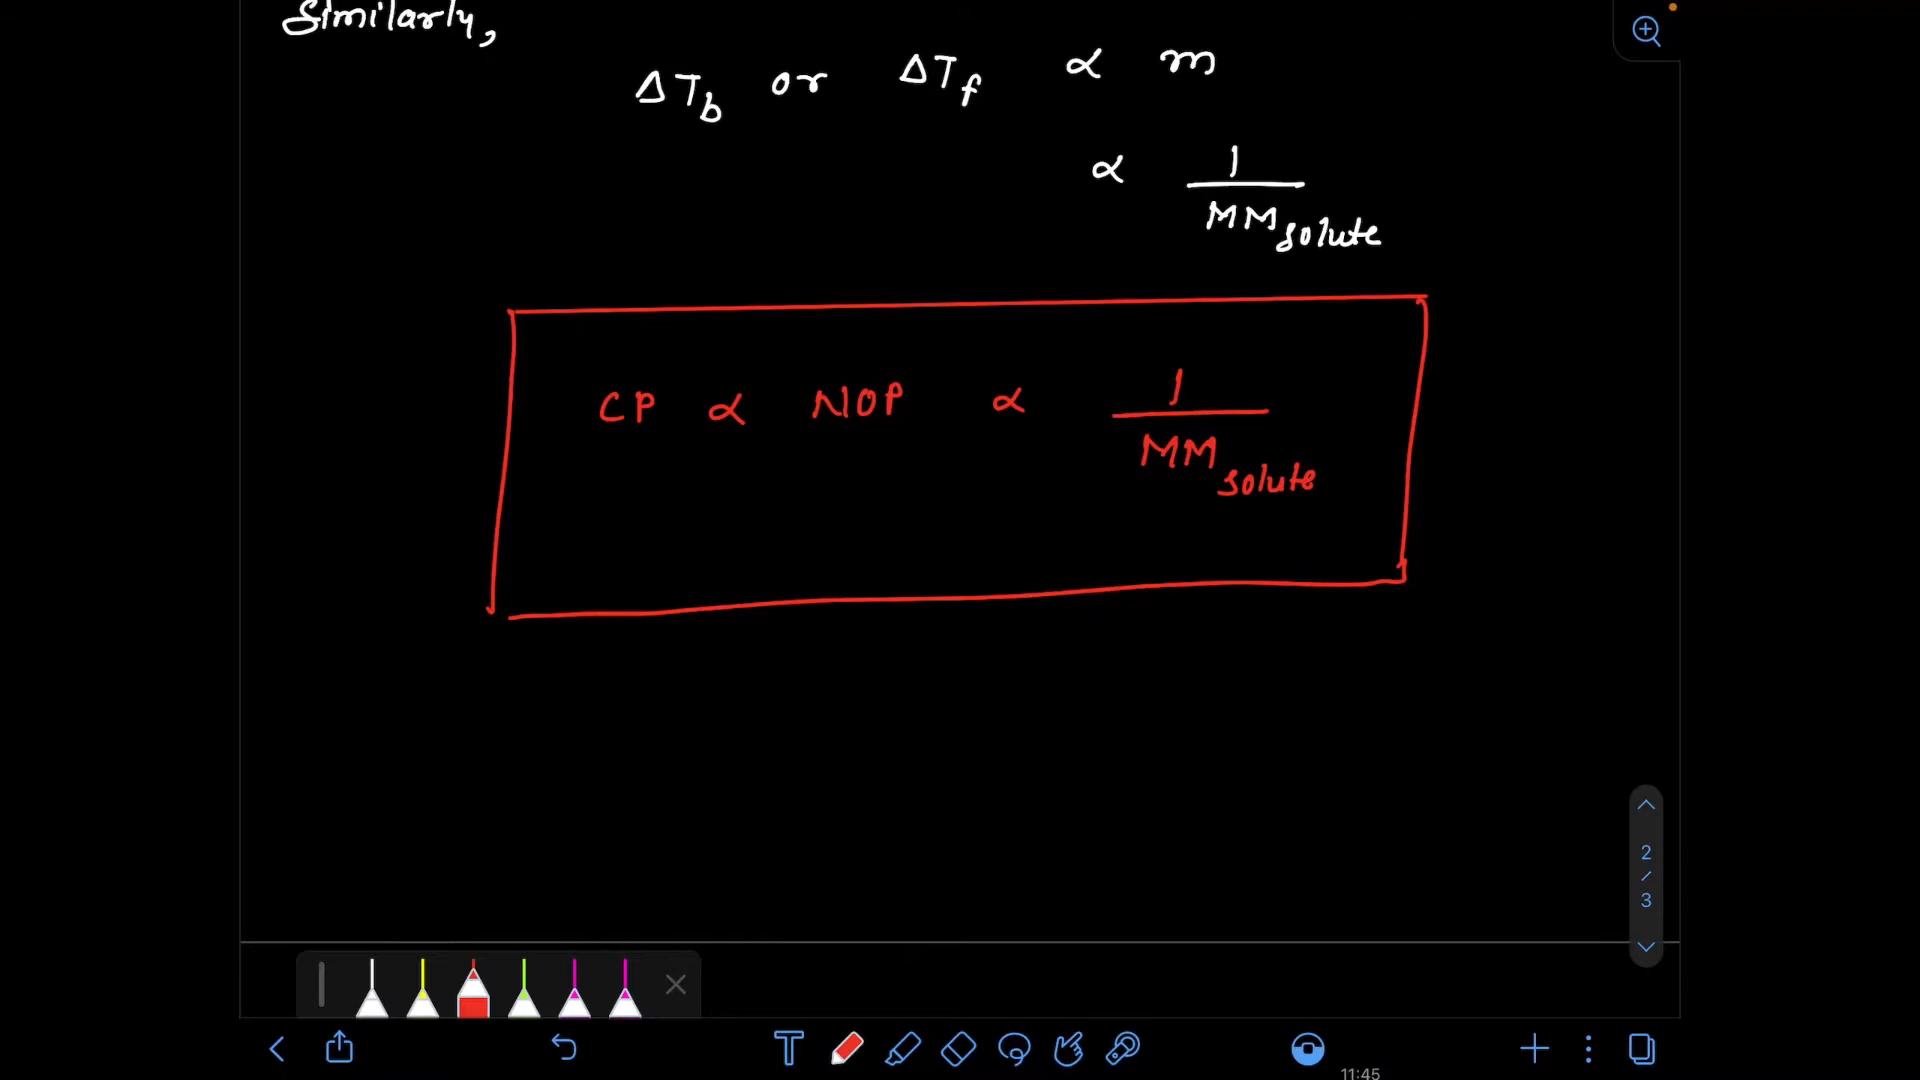 Similarly,
ΔT_b or ΔT_f ∝ m
∝ 1/MM_solute
CP ∝ NOP ∝ 1/MM_solute
2
/
3
T
11:45